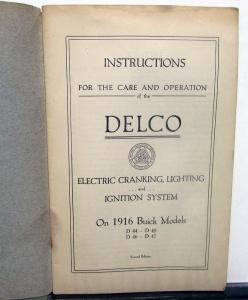 INSTRUCTIONS
FOR THE CARE AND OPERATION
of the
DELCO
ELECTRIC CRANKING, LIGHTING
...and...
IGNITION SYSTEM
On 1916 Buick Models
D 44 - D 45
D 46 - D 47
Second Edition